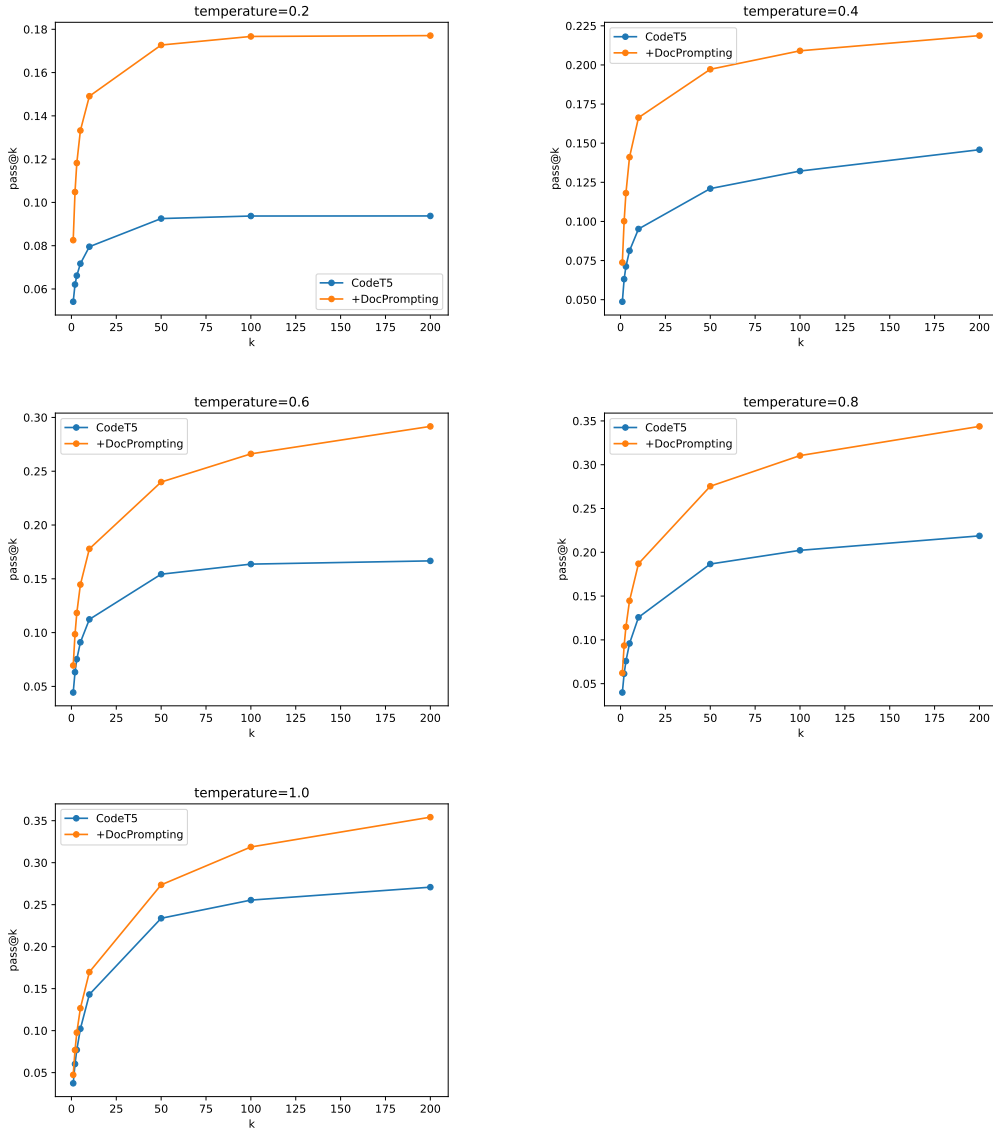 temperature=0.2
0.18
0.16
0.14
0.12
0.10
0.08
0.06
pass@k
CodeT5
+DocPrompting
0 25 50 75 100 125 150 175 200
k
temperature=0.4
0.225
0.200
0.175
0.150
0.125
0.100
0.075
0.050
pass@k
CodeT5
+DocPrompting
0 25 50 75 100 125 150 175 200
k
temperature=0.6
0.30
0.25
0.20
0.15
0.10
0.05
pass@k
CodeT5
+DocPrompting
0 25 50 75 100 125 150 175 200
k
temperature=0.8
0.35
0.30
0.25
0.20
0.15
0.10
0.05
pass@k
CodeT5
+DocPrompting
0 25 50 75 100 125 150 175 200
k
temperature=1.0
0.35
0.30
0.25
0.20
0.15
0.10
0.05
pass@k
CodeT5
+DocPrompting
0 25 50 75 100 125 150 175 200
k